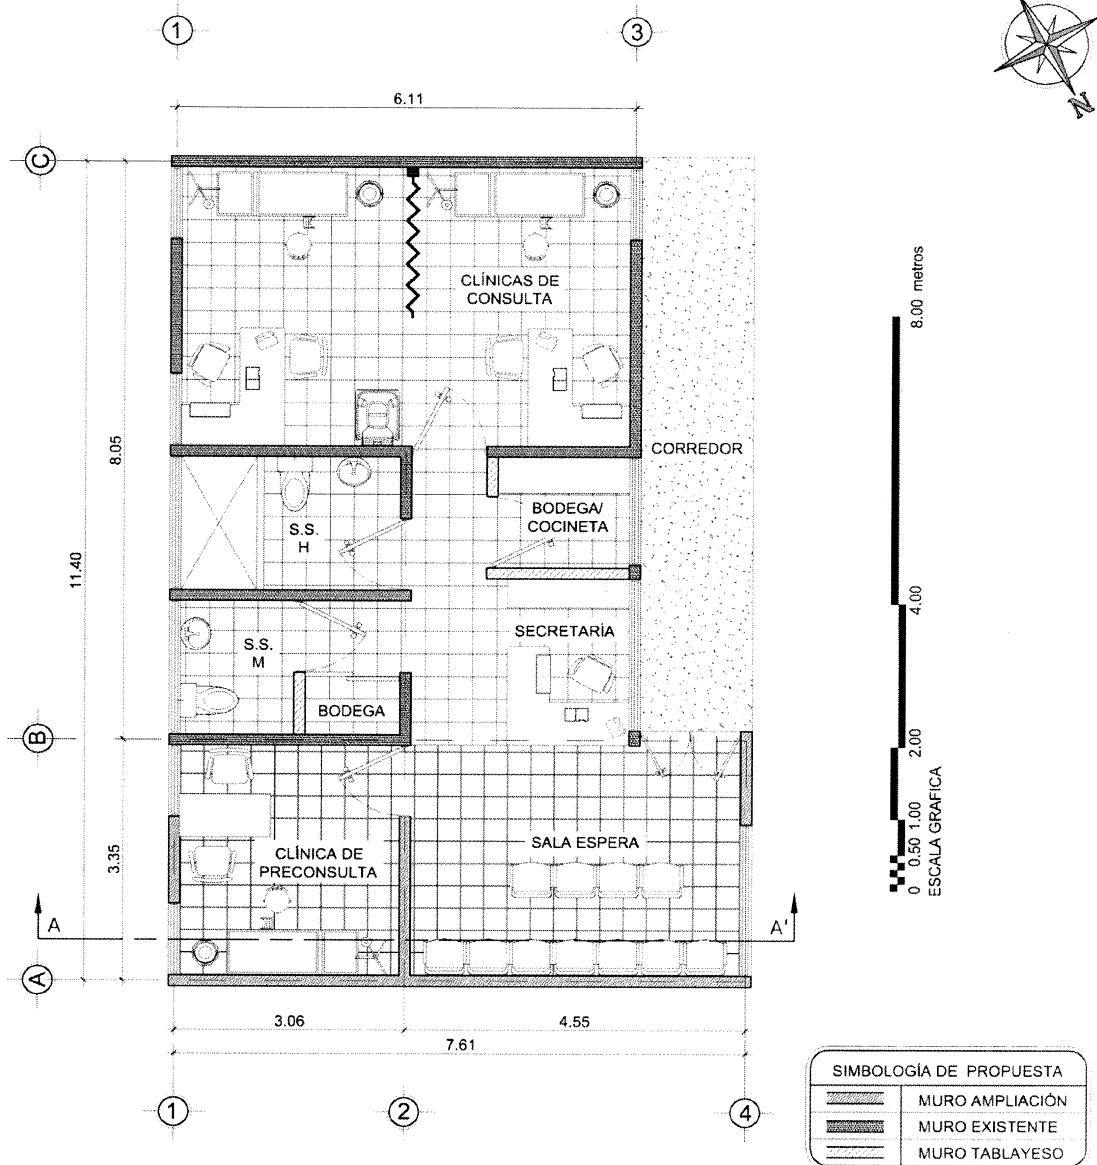 1
3
N
6.11
C
CLÍNICAS DE
CONSULTA
8.00 metros
8.05
CORREDOR
BODEGA/
COCINETA
S.S.
H
11.40
4.00
SECRETARÍA
S.S.
M
BODEGA
B
2.00
SALA ESPERA
CLÍNICA DE
PRECONSULTA
3.35
1.00
0.50
0
ESCALA GRAFICA
A
A'
A
3.06
4.55
7.61
1
2
4
SIMBOLOGÍA DE PROPUESTA
MURO AMPLIACIÓN
MURO EXISTENTE
MURO TABLAYESO